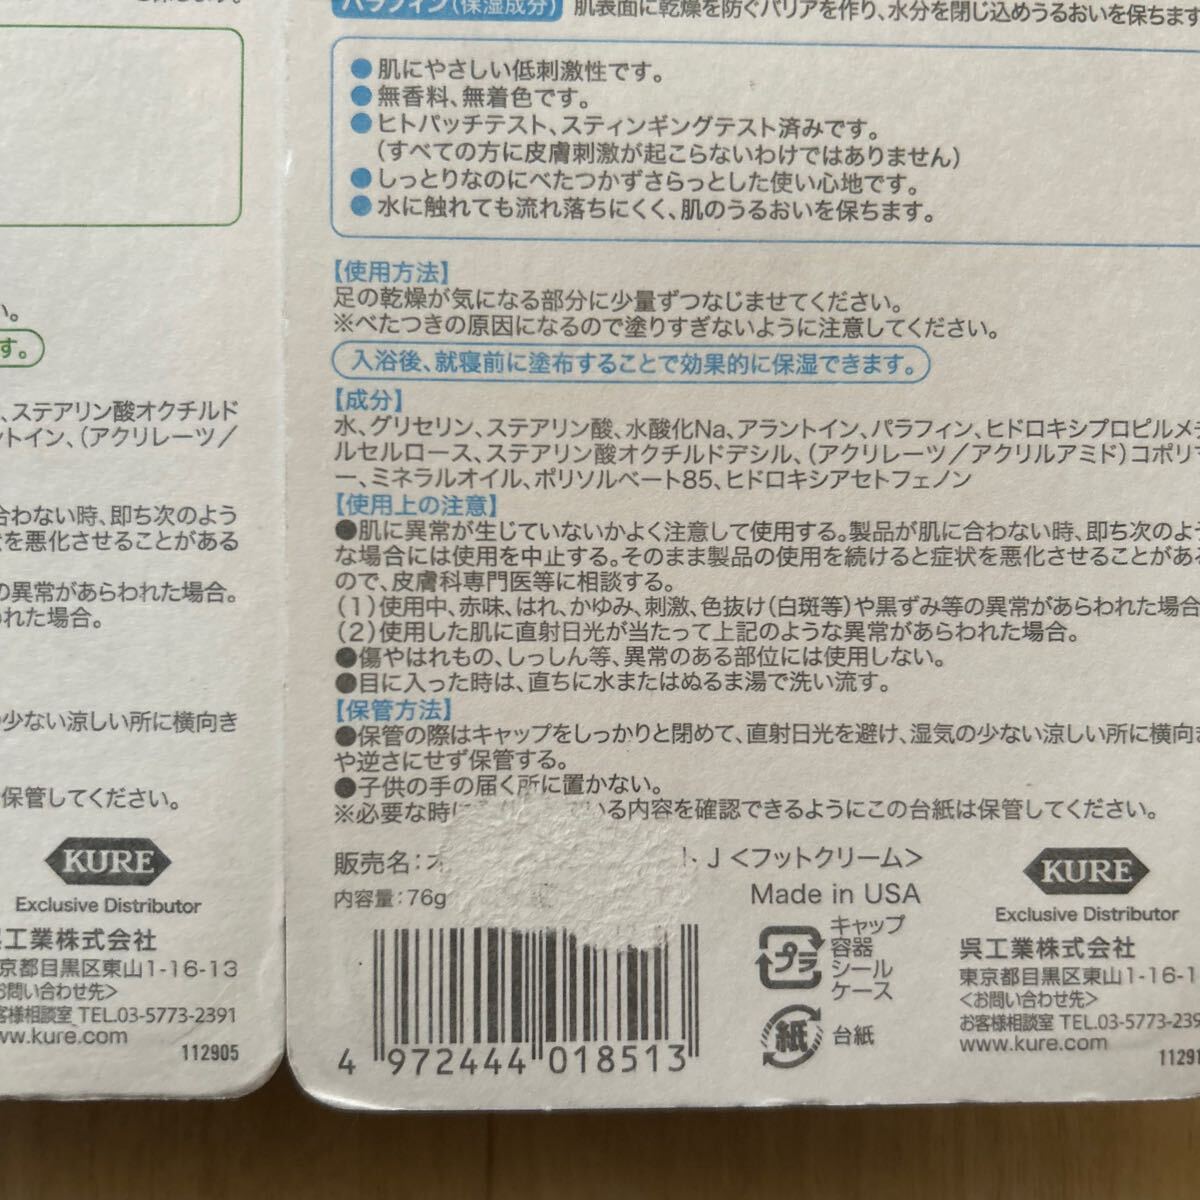 パラフィン(保湿成分) 肌表面に乾燥を防ぐバリアを作り、水分を閉じ込めうるおいを保ちます
●肌にやさしい低刺激性です。
●無香料、無着色です。
●ヒトパッチテスト、スティンギングテスト済みです。
(すべての方に皮膚刺激が起こらないわけではありません)
●しっとりなのにべたつかずさらっとした使い心地です。
●水に触れても流れ落ちにくく、肌のうるおいを保ちます。
【使用方法】
足の乾燥が気になる部分に少量ずつなじませてください。
※べたつきの原因になるので塗りすぎないように注意してください。
入浴後、就寝前に塗布することで効果的に保湿できます。
【成分】
水、グリセリン、ステアリン酸、水酸化Na、アラントイン、パラフィン、ヒドロキシプロピルメチ
ルセルロース、ステアリン酸オクチルドデシル、(アクリレーツ／アクリルアミド)コポリマ
ー、ミネラルオイル、ポリソルベート85、ヒドロキシアセトフェノン
【使用上の注意】
●肌に異常が生じていないかよく注意して使用する。製品が肌に合わない時、即ち次のよう
な場合には使用を中止する。そのまま製品の使用を続けると症状を悪化させることがある
ので、皮膚科専門医等に相談する。
(1)使用中、赤味、はれ、かゆみ、刺激、色抜け(白斑等)や黒ずみ等の異常があらわれた場合
(2)使用した肌に直射日光が当たって上記のような異常があらわれた場合。
●傷やはれもの、しっしん等、異常のある部位には使用しない。
●目に入った時は、直ちに水またはぬるま湯で洗い流す。
【保管方法】
●保管の際はキャップをしっかりと閉めて、直射日光を避け、湿気の少ない涼しい所に横向き
や逆さにせず保管する。
●子供の手の届く所に置かない。
※必要な時に いる内容を確認できるようにこの台紙は保管してください。
販売名：オ ト J＜フットクリーム＞
内容量：76g
Made in USA
4 972444 018513
プラ
キャップ
容器
シール
ケース
紙 台紙
KURE
Exclusive Distributor
呉工業株式会社
東京都目黒区東山1-16-1
＜お問い合わせ先＞
お客様相談室 TEL.03-5773-239
www.kure.com
1129
い。
す。
、ステアリン酸オクチルド
ントイン、(アクリレーツ／
合わない時、即ち次のよう
を悪化させることがある
の異常があらわれた場合。
われた場合。
の少ない涼しい所に横向き
保管してください。
KURE
Exclusive Distributor
呉工業株式会社
京都目黒区東山1-16-13
お問い合わせ先＞
客様相談室 TEL.03-5773-2391
ww.kure.com
112905